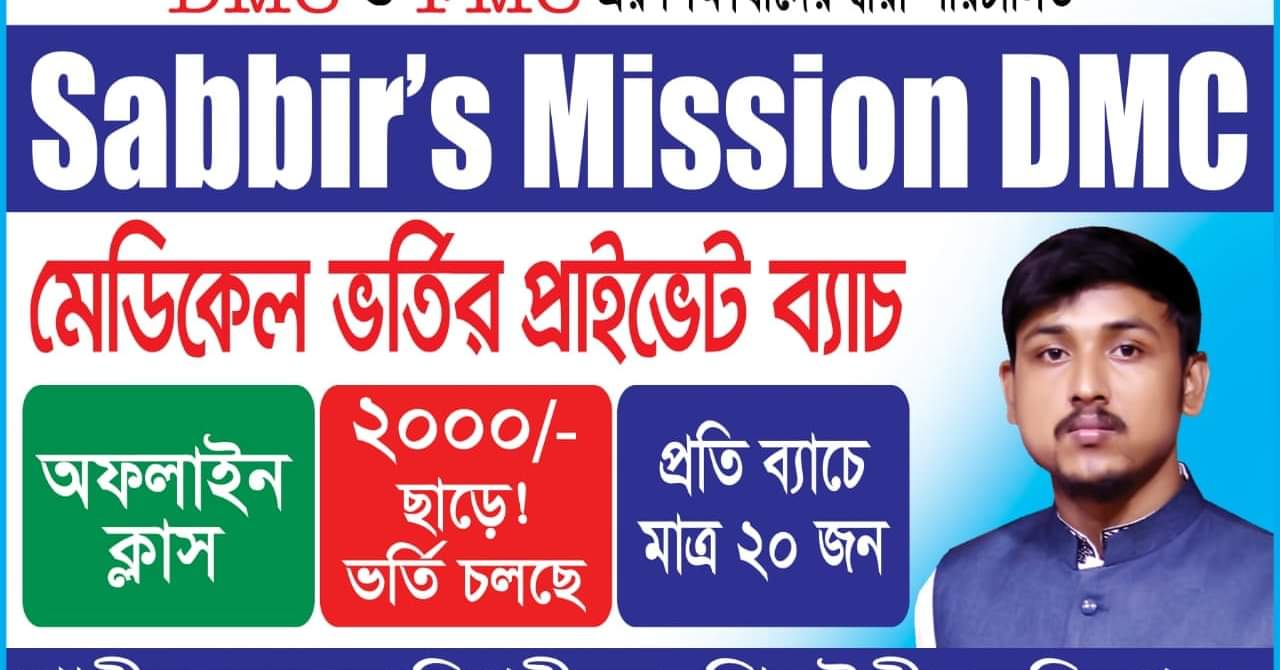 Sabbir's Mission DMC
মেডিকেল ভর্তির প্রাইভেট ব্যাচ
অফলাইন
ক্লাস
২০০০/-
ছাড়ে!
ভর্তি চলছে
প্রতি ব্যাচে
মাত্র ২০ জন